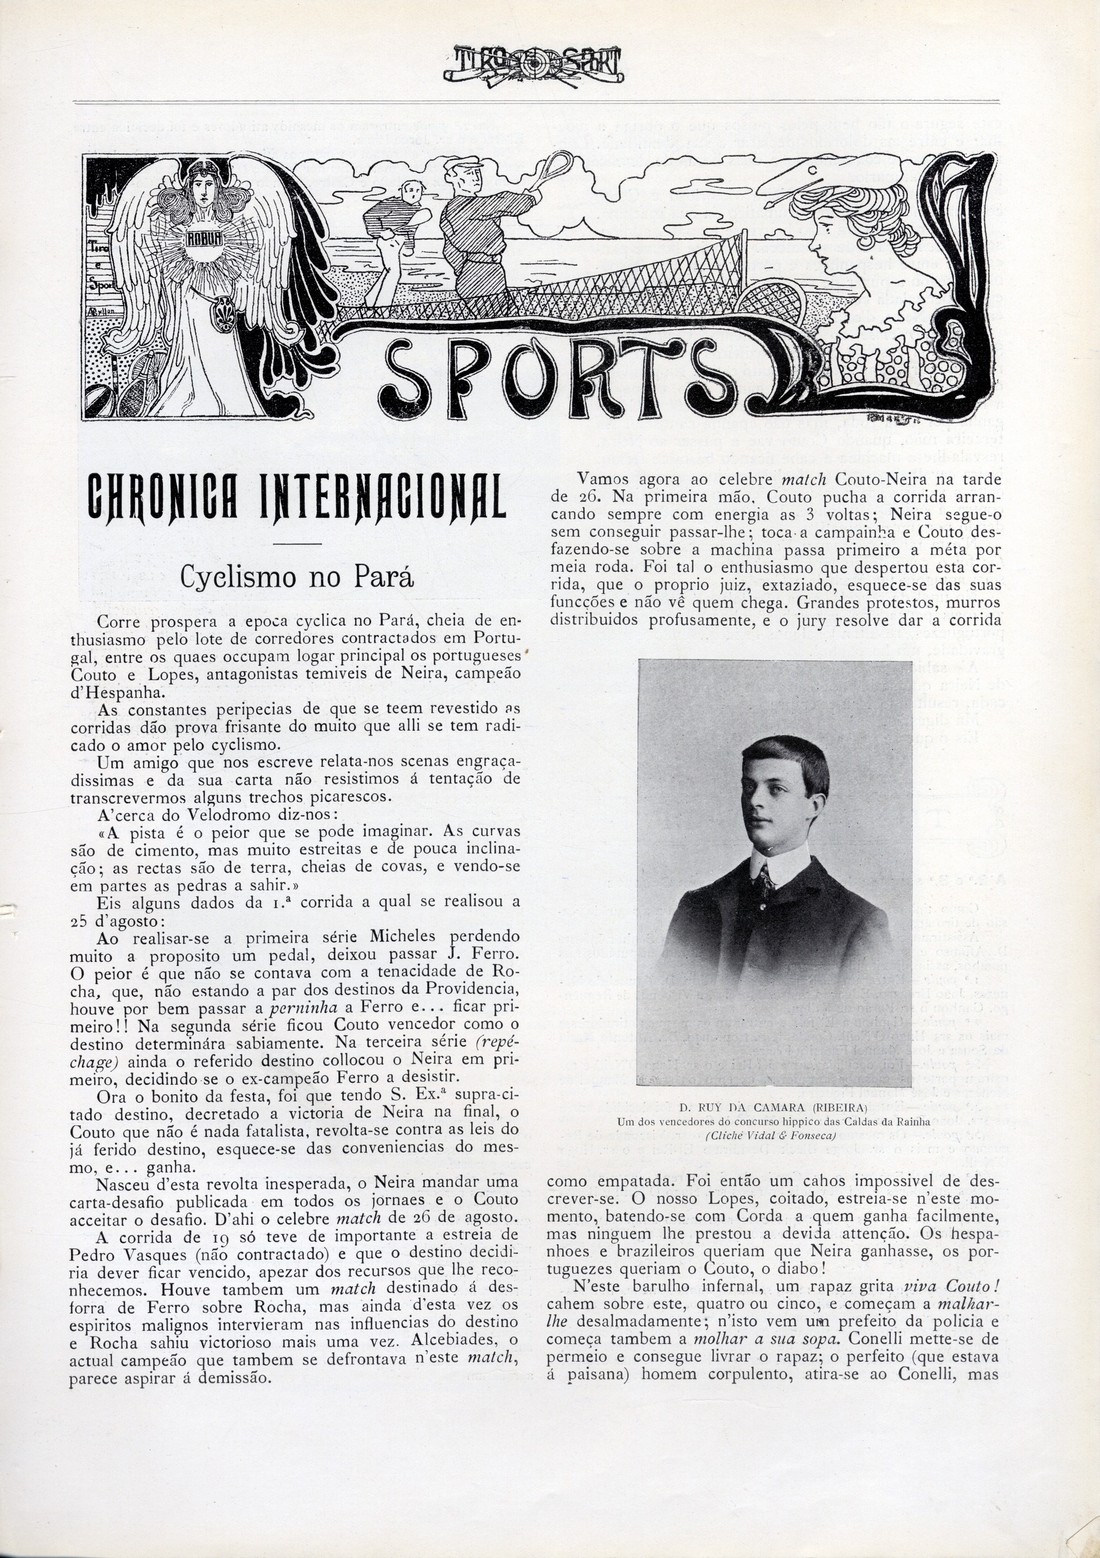 TIRO SPORT
ROBUR
Tiro
e
Sport
SPORTS
CHRONICA INTERNACIONAL
Cyclismo no Pará
Corre prospera a epoca cyclica no Pará, cheia de en-
thusiasmo pelo lote de corredores contractados em Portu-
gal, entre os quaes occupam logar principal os portugueses
Couto e Lopes, antagonistas temiveis de Neira, campeão
d'Hespanha.
As constantes peripecias de que se teem revestido as
corridas dão prova frisante do muito que alli se tem radi-
cado o amor pelo cyclismo.
Um amigo que nos escreve relata-nos scenas engraça-
dissimas e da sua carta não resistimos á tentação de
transcrevermos alguns trechos picarescos.
A'cerca do Velodromo diz-nos:
«A pista é o peior que se pode imaginar. As curvas
são de cimento, mas muito estreitas e de pouca inclina-
ção; as rectas são de terra, cheias de covas, e vendo-se
em partes as pedras a sahir.»
Eis alguns dados da 1.ª corrida a qual se realisou a
25 d'agosto:
Ao realisar-se a primeira série Micheles perdendo
muito a proposito um pedal, deixou passar J. Ferro.
O peior é que não se contava com a tenacidade de Ro-
cha, que, não estando a par dos destinos da Providencia,
houve por bem passar a perninha a Ferro e... ficar pri-
meiro!! Na segunda série ficou Couto vencedor como o
destino determinára sabiamente. Na terceira série (repé-
chage) ainda o referido destino collocou o Neira em pri-
meiro, decidindo-se o ex-campeão Ferro a desistir.
Ora o bonito da festa, foi que tendo S. Ex.ª supra-ci-
tado destino, decretado a victoria de Neira na final, o
Couto que não é nada fatalista, revolta-se contra as leis do
já ferido destino, esquece-se das conveniencias do mes-
mo, e... ganha.
Nasceu d'esta revolta inesperada, o Neira mandar uma
carta-desafio publicada em todos os jornaes e o Couto
acceitar o desafio. D'ahi o celebre match de 26 de agosto.
A corrida de 19 só teve de importante a estreia de
Pedro Vasques (não contractado) e que o destino decidi-
ria dever ficar vencido, apezar dos recursos que lhe reco-
nhecemos. Houve tambem um match destinado á des-
forra de Ferro sobre Rocha, mas ainda d'esta vez os
espiritos malignos intervieram nas influencias do destino
e Rocha sahiu victorioso mais uma vez. Alcebiades, o
actual campeão que tambem se defrontava n'este match,
parece aspirar á demissão.
Vamos agora ao celebre match Couto-Neira na tarde
de 26. Na primeira mão, Couto pucha a corrida arran-
cando sempre com energia as 3 voltas; Neira segue-o
sem conseguir passar-lhe; toca a campainha e Couto des-
fazendo-se sobre a machina passa primeiro a méta por
meia roda. Foi tal o enthusiasmo que despertou esta cor-
rida, que o proprio juiz, extaziado, esquece-se das suas
funcções e não vê quem chega. Grandes protestos, murros
distribuidos profusamente, e o jury resolve dar a corrida
D. RUY DA CAMARA (RIBEIRA)
Um dos vencedores do concurso hippico das Caldas da Rainha
(Cliché Vidal & Fonseca)
como empatada. Foi então um cahos impossivel de des-
crever-se. O nosso Lopes, coitado, estreia-se n'este mo-
mento, batendo-se com Corda a quem ganha facilmente,
mas ninguem lhe prestou a devida attenção. Os hespa-
nhoes e brazileiros queriam que Neira ganhasse, os por-
tuguezes queriam o Couto, o diabo!
N'este barulho infernal, um rapaz grita viva Couto!
cahem sobre este, quatro ou cinco, e começam a malhar-
lhe desalmadamente; n'isto vem um prefeito da policia e
começa tambem a molhar a sua sopa. Conelli mette-se de
permeio e consegue livrar o rapaz; o perfeito (que estava
á paisana) homem corpulento, atira-se ao Conelli, mas